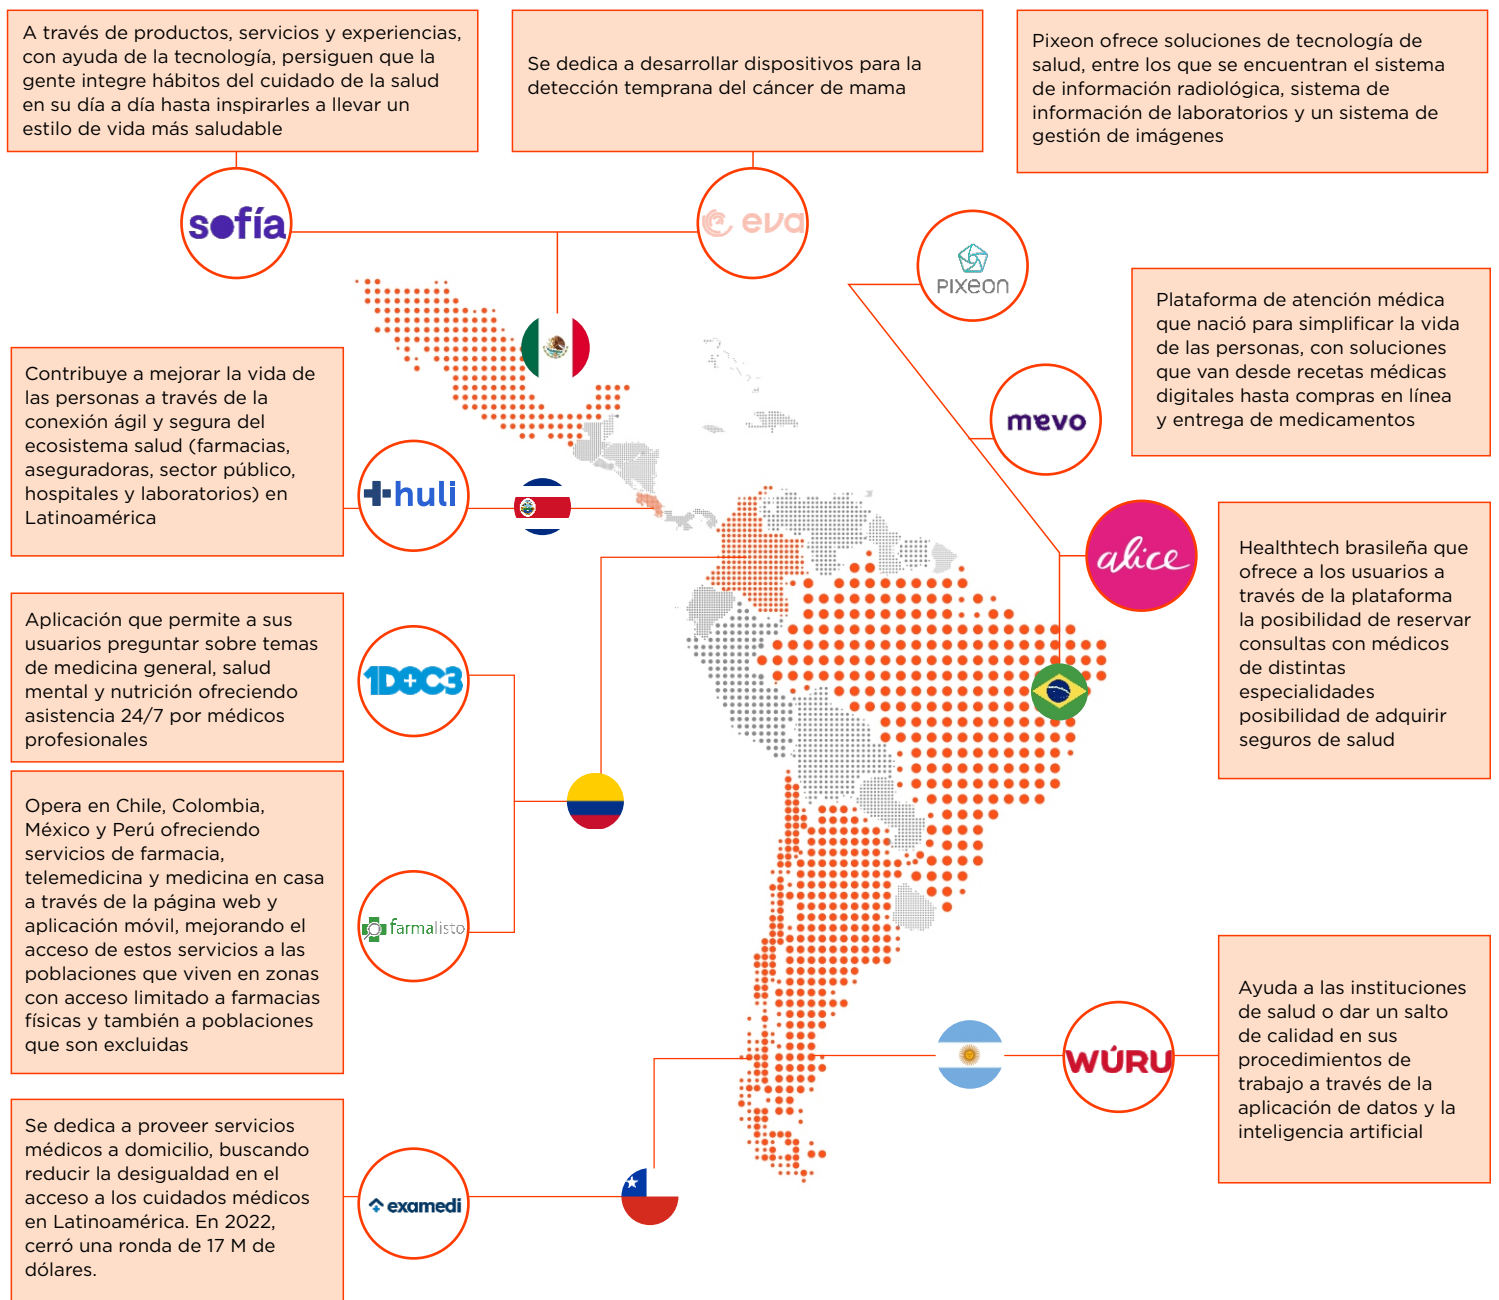 A través de productos, servicios y experiencias,
con ayuda de la tecnología, persiguen que la
gente integre hábitos del cuidado de la salud
en su día a día hasta inspirarles a llevar un
estilo de vida más saludable
Se dedica a desarrollar dispositivos para la
detección temprana del cáncer de mama
Pixeon ofrece soluciones de tecnología de
salud, entre los que se encuentran el sistema
de información radiológica, sistema de
información de laboratorios y un sistema de
gestión de imágenes
sofía
eva
PIXEON
Plataforma de atención médica
que nació para simplificar la vida
de las personas, con soluciones
que van desde recetas médicas
digitales hasta compras en línea
y entrega de medicamentos
mevo
Contribuye a mejorar la vida de
las personas a través de la
conexión ágil y segura del
ecosistema salud (farmacias,
aseguradoras, sector público,
hospitales y laboratorios) en
Latinoamérica
huli
alice
Healthtech brasileña que
ofrece a los usuarios a
través de la plataforma
la posibilidad de reservar
consultas con médicos
de distintas
especialidades
posibilidad de adquirir
seguros de salud
Aplicación que permite a sus
usuarios preguntar sobre temas
de medicina general, salud
mental y nutrición ofreciendo
asistencia 24/7 por médicos
profesionales
1DOC3
Opera en Chile, Colombia,
México y Perú ofreciendo
servicios de farmacia,
telemedicina y medicina en casa
a través de la página web y
aplicación móvil, mejorando el
acceso de estos servicios a las
poblaciones que viven en zonas
con acceso limitado a farmacias
físicas y también a poblaciones
que son excluidas
farmalisto
Ayuda a las instituciones
de salud o dar un salto
de calidad en sus
procedimientos de
trabajo a través de la
aplicación de datos y la
inteligencia artificial
WÚRU
Se dedica a proveer servicios
médicos a domicilio, buscando
reducir la desigualdad en el
acceso a los cuidados médicos
en Latinoamérica. En 2022,
cerró una ronda de 17 M de
dólares.
examedi